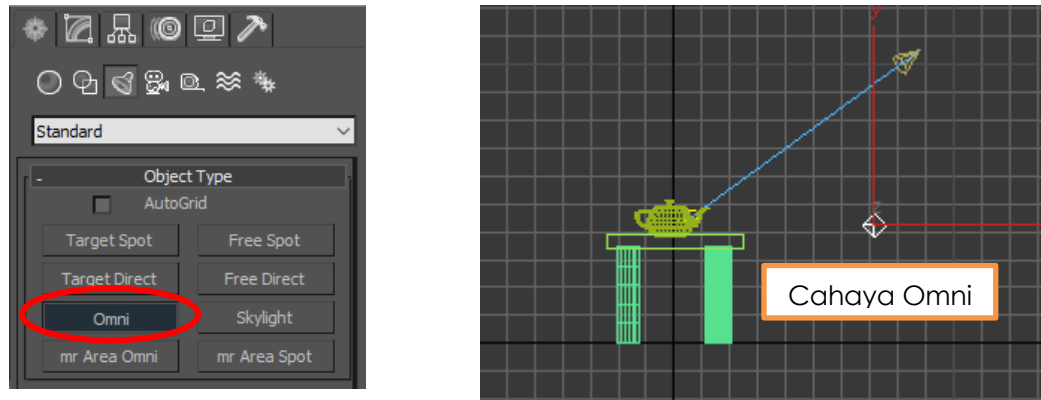 Standard
- Object Type
AutoGrid
Target Spot Free Spot
Target Direct Free Direct
Omni Skylight
mr Area Omni mr Area Spot
y
Cahaya Omni